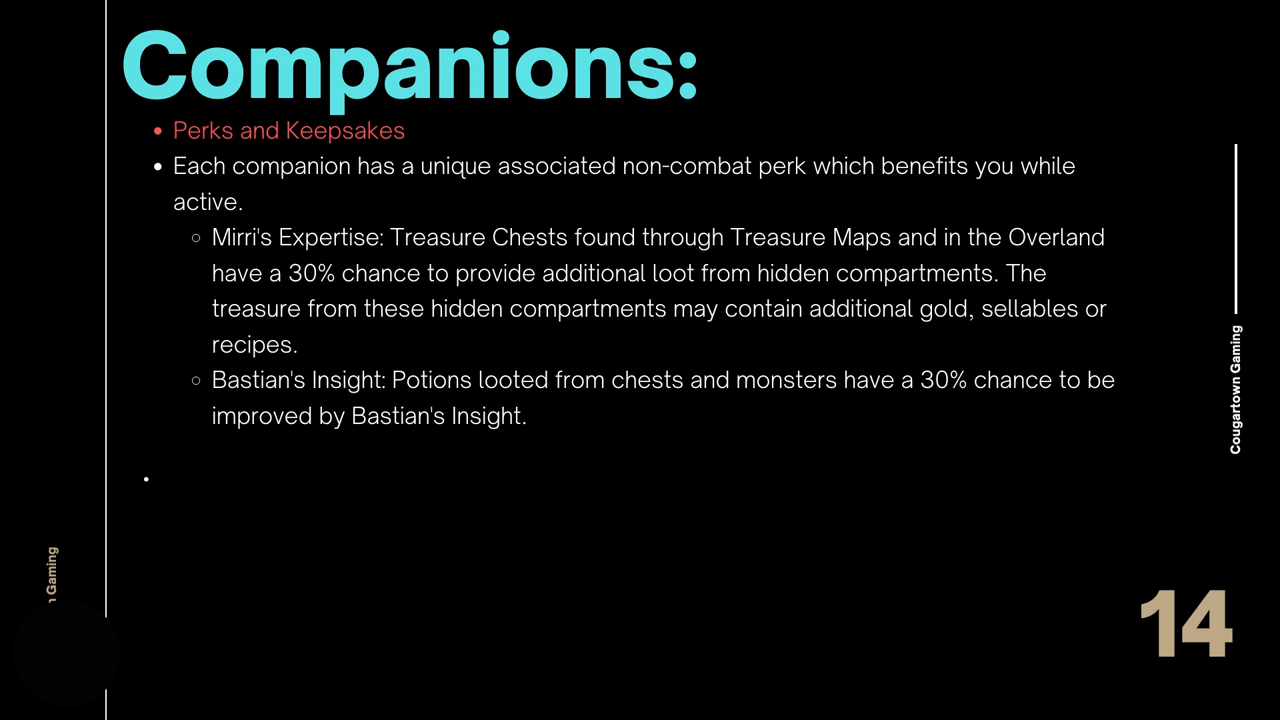 Companions:
• Perks and Keepsakes
• Each companion has a unique associated non-combat perk which benefits you while
active.
○ Mirri's Expertise: Treasure Chests found through Treasure Maps and in the Overland
have a 30% chance to provide additional loot from hidden compartments. The
treasure from these hidden compartments may contain additional gold, sellables or
recipes.
○ Bastian's Insight: Potions looted from chests and monsters have a 30% chance to be
improved by Bastian's Insight.
•
Cougartown Gaming
Gaming
14